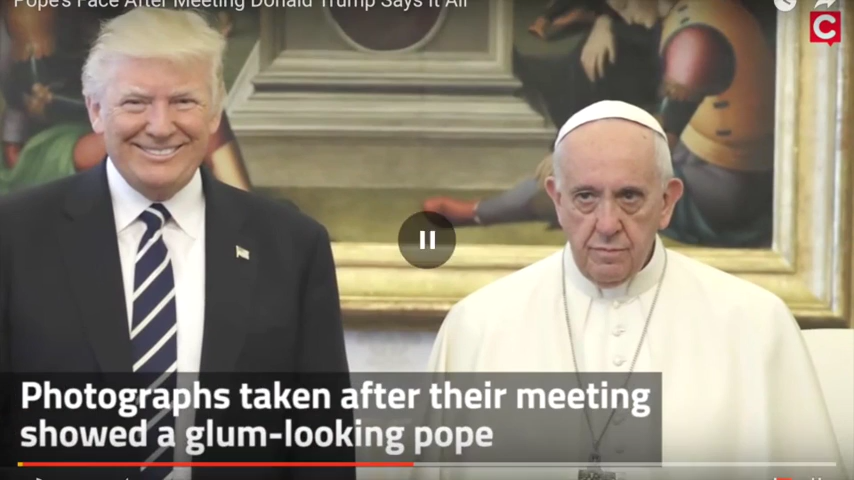 Pope's Face After Meeting Donald Trump Says It All
C
Photographs taken after their meeting
showed a glum-looking pope